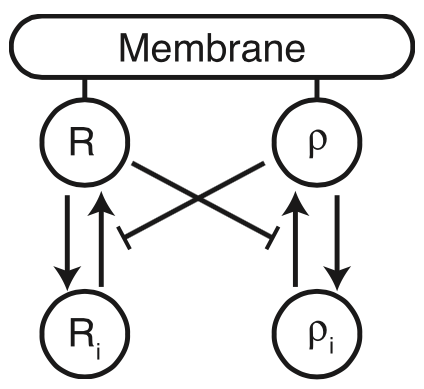 Membrane
R
ρ
Rᵢ
ρᵢ